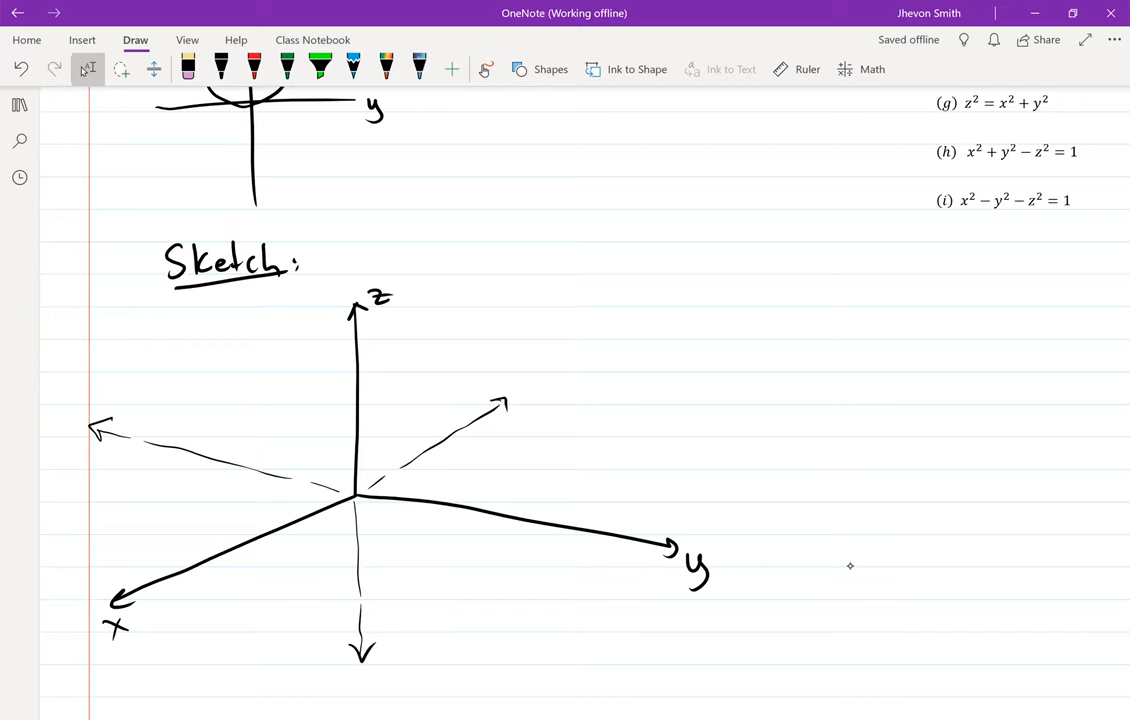 OneNote (Working offline)
Jhevon Smith
Home Insert Draw View Help Class Notebook
Saved offline
Share
Shapes Ink to Shape Ink to Text Ruler Math
y
(g) z² = x² + y²
(h) x² + y² − z² = 1
(i) x² − y² − z² = 1
Sketch:
z
y
x